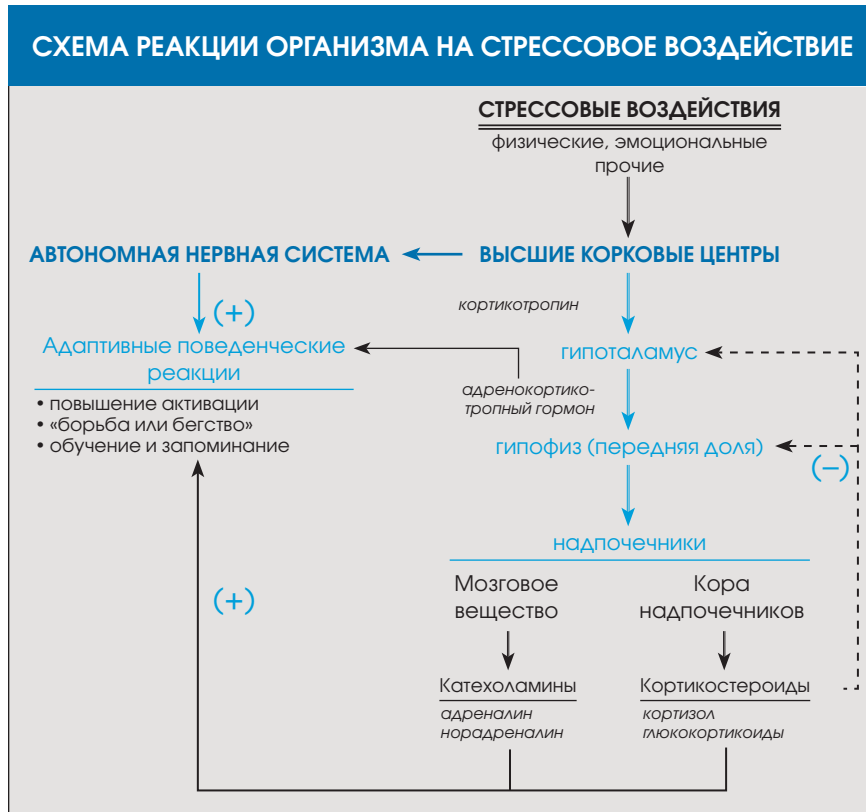 СХЕМА РЕАКЦИИ ОРГАНИЗМА НА СТРЕССОВОЕ ВОЗДЕЙСТВИЕ
СТРЕССОВЫЕ ВОЗДЕЙСТВИЯ
физические, эмоциональные
прочие
АВТОНОМНАЯ НЕРВНАЯ СИСТЕМА
ВЫСШИЕ КОРКОВЫЕ ЦЕНТРЫ
(+)
кортикотропин
Адаптивные поведенческие
реакции
• повышение активации
• «борьба или бегство»
• обучение и запоминание
гипоталамус
адренокортико-
тропный гормон
гипофиз (передняя доля)
(−)
надпочечники
(+)
Мозговое
вещество
Кора
надпочечников
Катехоламины
адреналин
норадреналин
Кортикостероиды
кортизол
глюкокортикоиды